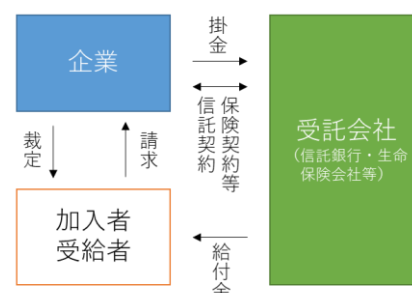 企業
掛金
信託契約
保険契約等
受託会社
（信託銀行・生命
保険会社等）
裁定
請求
加入者
受給者
給付金